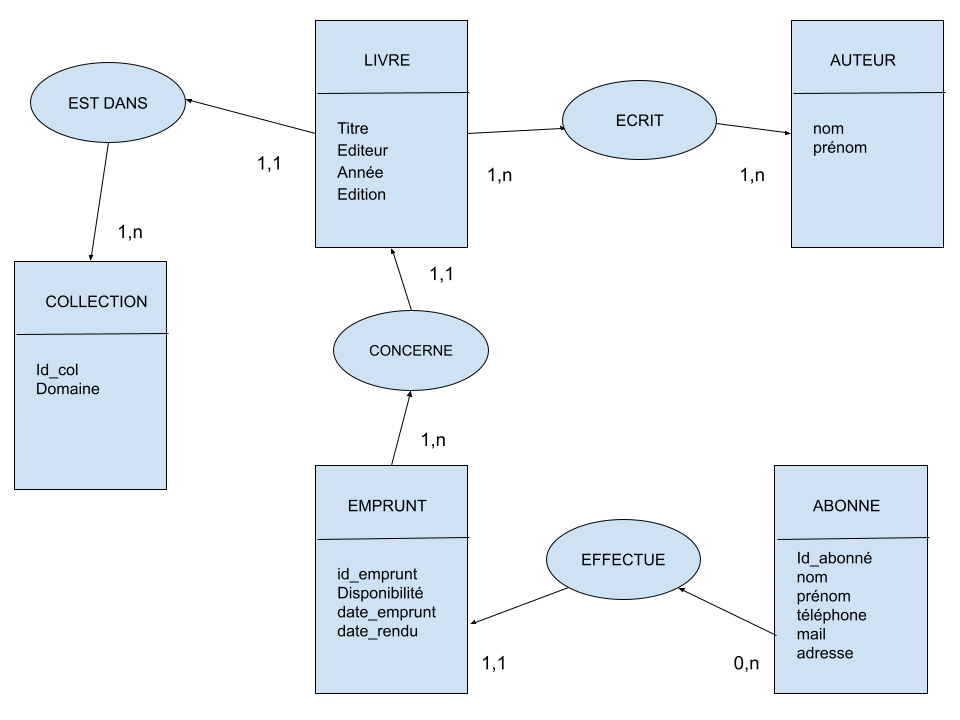 LIVRE
Titre
Editeur
Année
Edition
AUTEUR
nom
prénom
EST DANS
ECRIT
1,1
1,n
1,n
1,n
COLLECTION
Id_col
Domaine
1,1
CONCERNE
1,n
EMPRUNT
id_emprunt
Disponibilité
date_emprunt
date_rendu
EFFECTUE
1,1
0,n
ABONNE
Id_abonné
nom
prénom
téléphone
mail
adresse